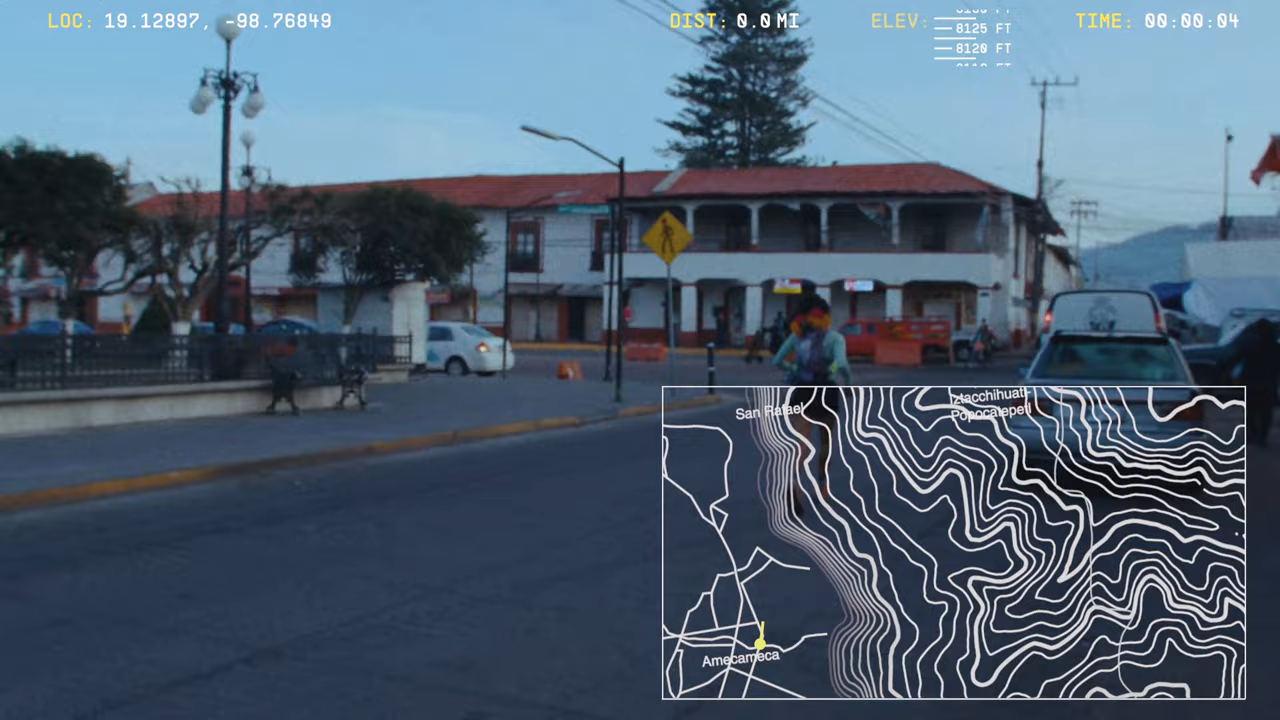 LOC: 19.12897, -98.76849
DIST: 0.0 MI
ELEV:
8125 FT
8120 FT
TIME: 00:00:04
San Rafael
Iztaccihuatl-
Popocatepetl
Amecameca